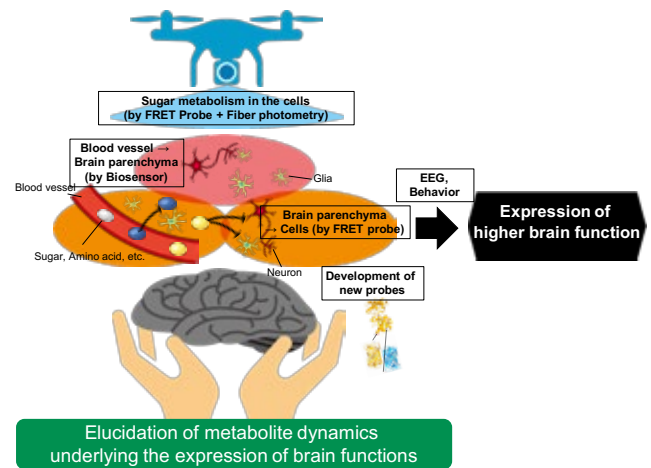 Sugar metabolism in the cells
(by FRET Probe + Fiber photometry)
Blood vessel →
Brain parenchyma
(by Biosensor)
Glia
Blood vessel
EEG,
Behavior
Expression of
higher brain function
Brain parenchyma
→ Cells (by FRET probe)
Sugar, Amino acid, etc.
Neuron
Development of
new probes
Elucidation of metabolite dynamics
underlying the expression of brain functions